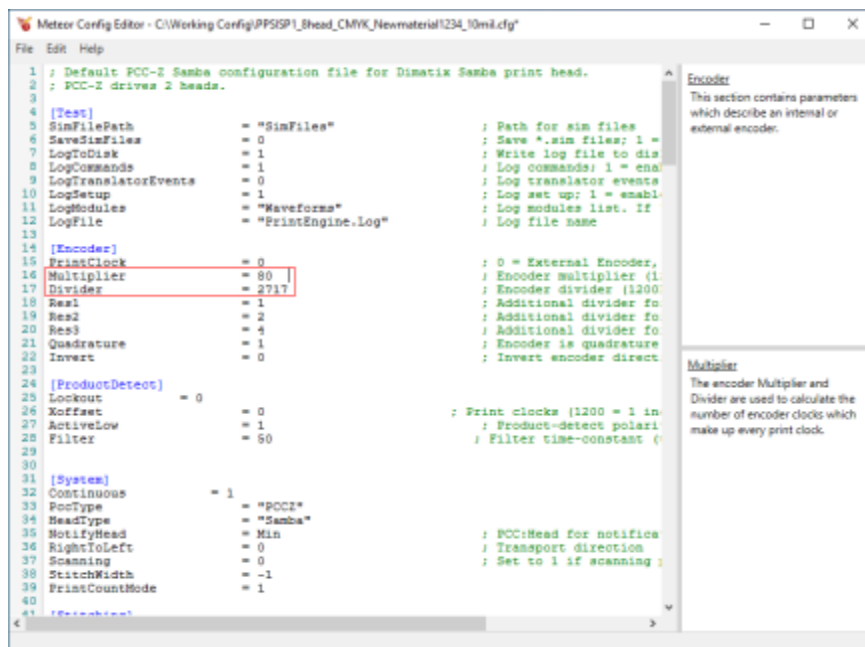 Meteor Config Editor - C:\Working Config\PPSISP1_8head_CMYK_Newmaterial1234_10mil.cfg*
File Edit Help
1 ; Default PCC-Z Samba configuration file for Dimatix Samba print head.
2 ; PCC-Z drives 2 heads.
3
4 [Test]
5 SimFilePath = "SimFiles" ; Path for sim files
6 SaveSimFiles = 0 ; Save *.sim files; 1 =
7 LogToDisk = 1 ; Write log file to dis
8 LogCommands = 1 ; Log commands; 1 = ena
9 LogTranslatorEvents = 0 ; Log translator events
10 LogSetup = 1 ; Log set up; 1 = enabl
11 LogModules = "Waveforms" ; Log modules list. If
12 LogFile = "PrintEngine.Log" ; Log file name
13
14 [Encoder]
15 PrintClock = 0 ; 0 = External Encoder,
16 Multiplier = 80 ; Encoder multiplier (1
17 Divider = 2717 ; Encoder divider (1200
18 Res1 = 1 ; Additional divider fo
19 Res2 = 2 ; Additional divider fo
20 Res3 = 4 ; Additional divider fo
21 Quadrature = 1 ; Encoder is quadrature
22 Invert = 0 ; Invert encoder direct
23
24 [ProductDetect]
25 Lockout = 0
26 Xoffset = 0 ; Print clocks (1200 = 1 in
27 ActiveLow = 1 ; Product-detect polari
28 Filter = 50 ; Filter time-constant (
29
30
31 [System]
32 Continuous = 1
33 PccType = "PCCZ"
34 HeadType = "Samba"
35 NotifyHead = Min ; PCC:Head for notifica
36 RightToLeft = 0 ; Transport direction
37 Scanning = 0 ; Set to 1 if scanning
38 StitchWidth = -1
39 PrintCountMode = 1
40
41
Encoder
This section contains parameters
which describe an internal or
external encoder.
Multiplier
The encoder Multiplier and
Divider are used to calculate the
number of encoder clocks which
make up every print clock.